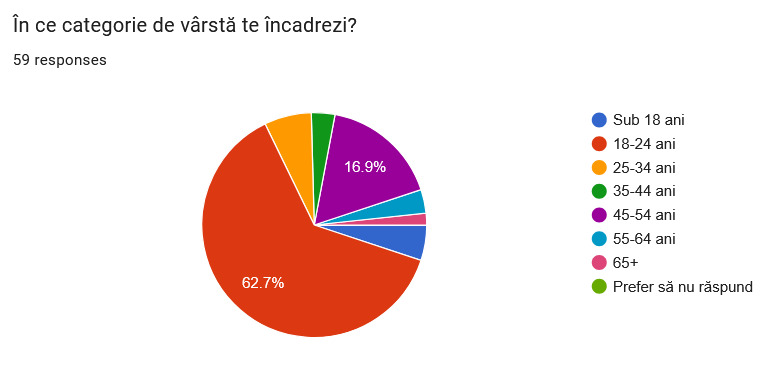 În ce categorie de vârstă te încadrezi?
59 responses
16.9%
62.7%
Sub 18 ani
18-24 ani
25-34 ani
35-44 ani
45-54 ani
55-64 ani
65+
Prefer să nu răspund